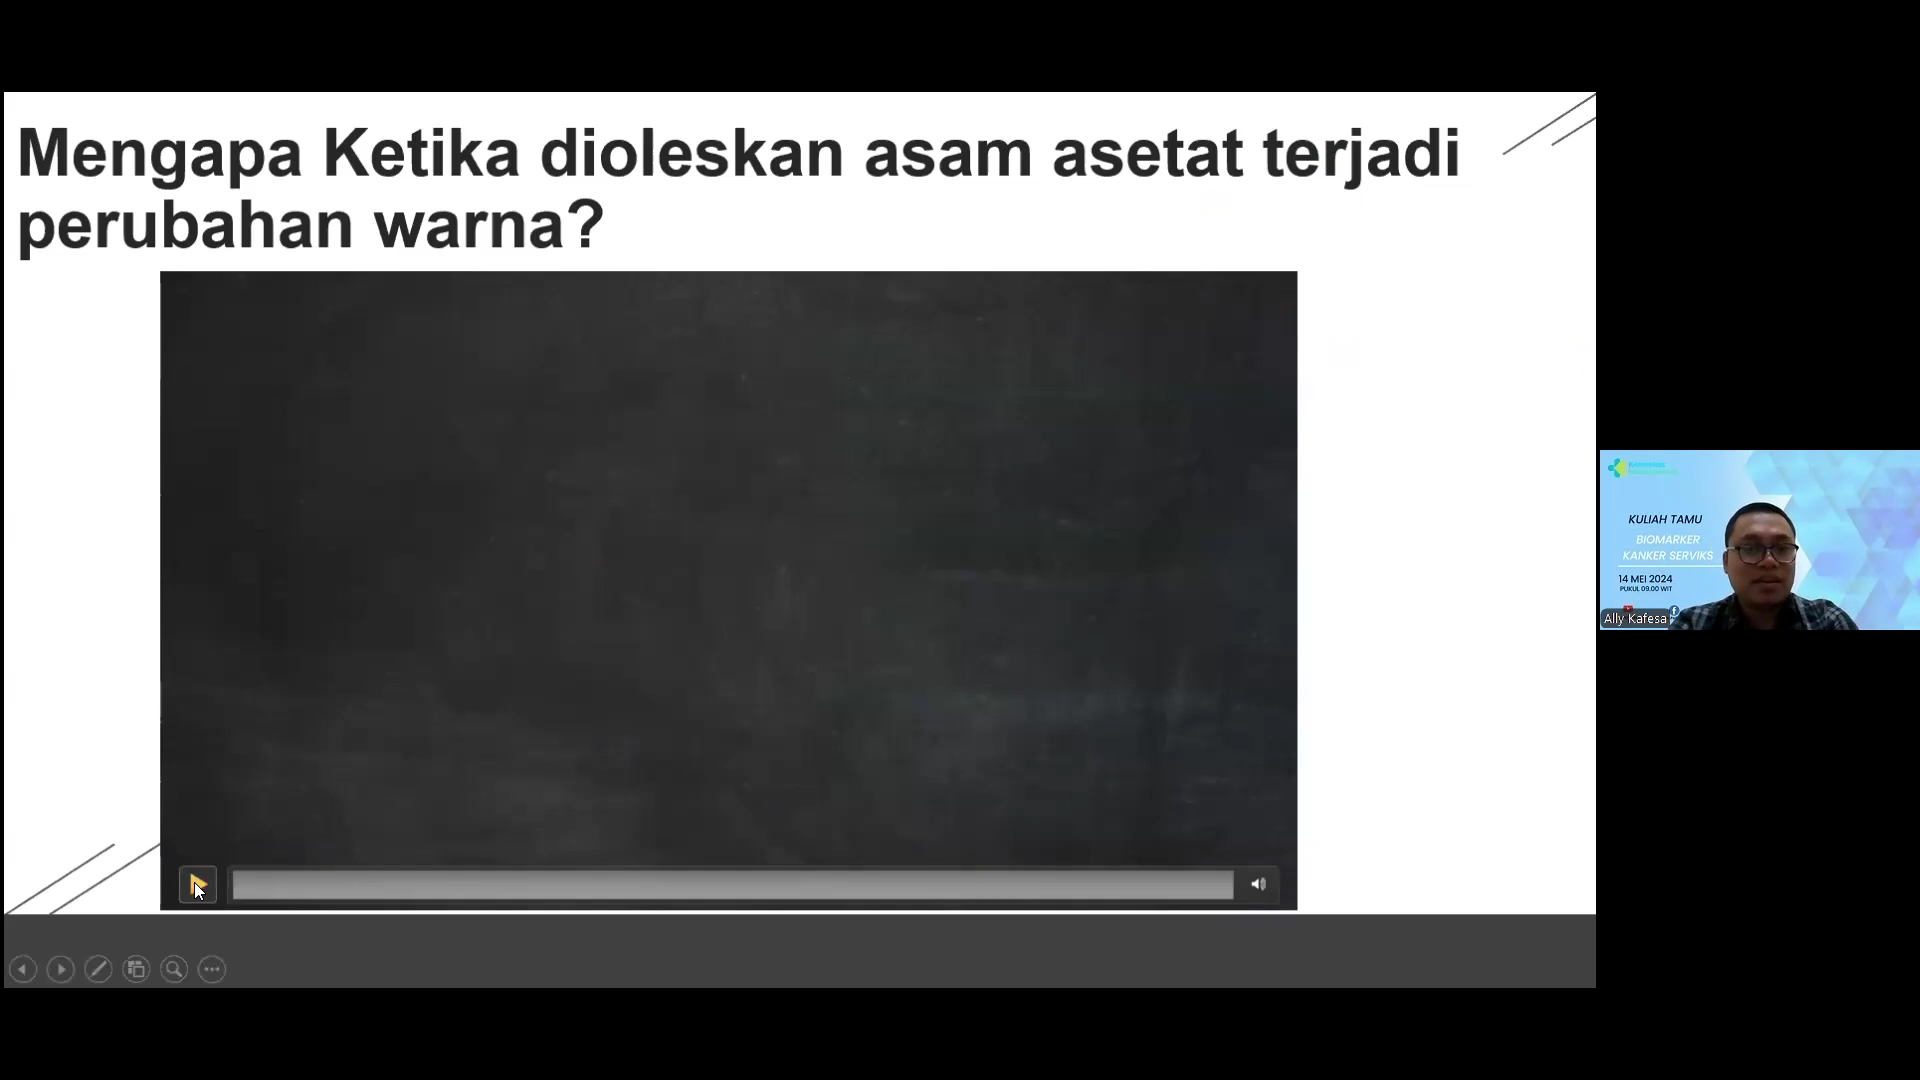 Mengapa Ketika dioleskan asam asetat terjadi
perubahan warna?
KULIAH TAMU
BIOMARKER
KANKER SERVIKS
14 MEI 2024
PUKUL 09.00 WIT
Ally Kafesa